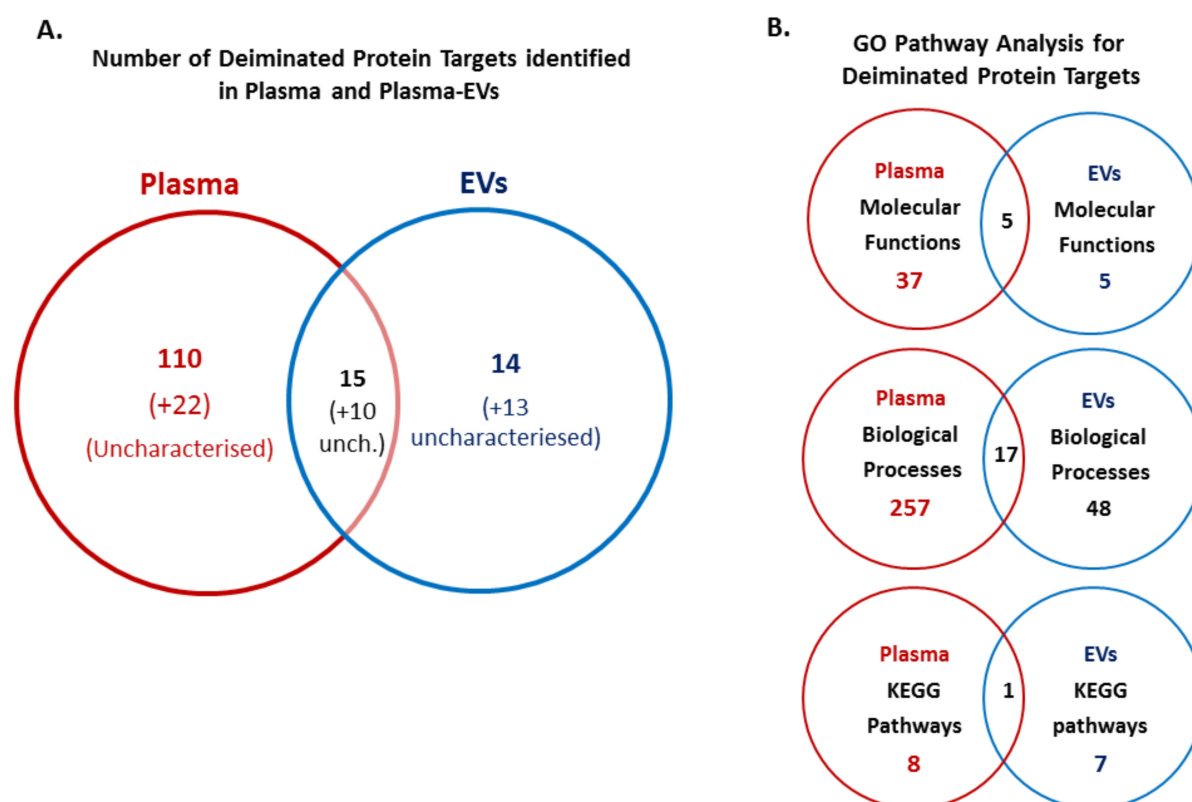 A.
Number of Deiminated Protein Targets identified
in Plasma and Plasma-EVs
Plasma
EVs
110
(+22)
(Uncharacterised)
15
(+10
unch.)
14
(+13
uncharacteriesed)
B.
GO Pathway Analysis for
Deiminated Protein Targets
Plasma
Molecular
Functions
37
5
EVs
Molecular
Functions
5
Plasma
Biological
Processes
257
17
EVs
Biological
Processes
48
Plasma
KEGG
Pathways
8
1
EVs
KEGG
pathways
7